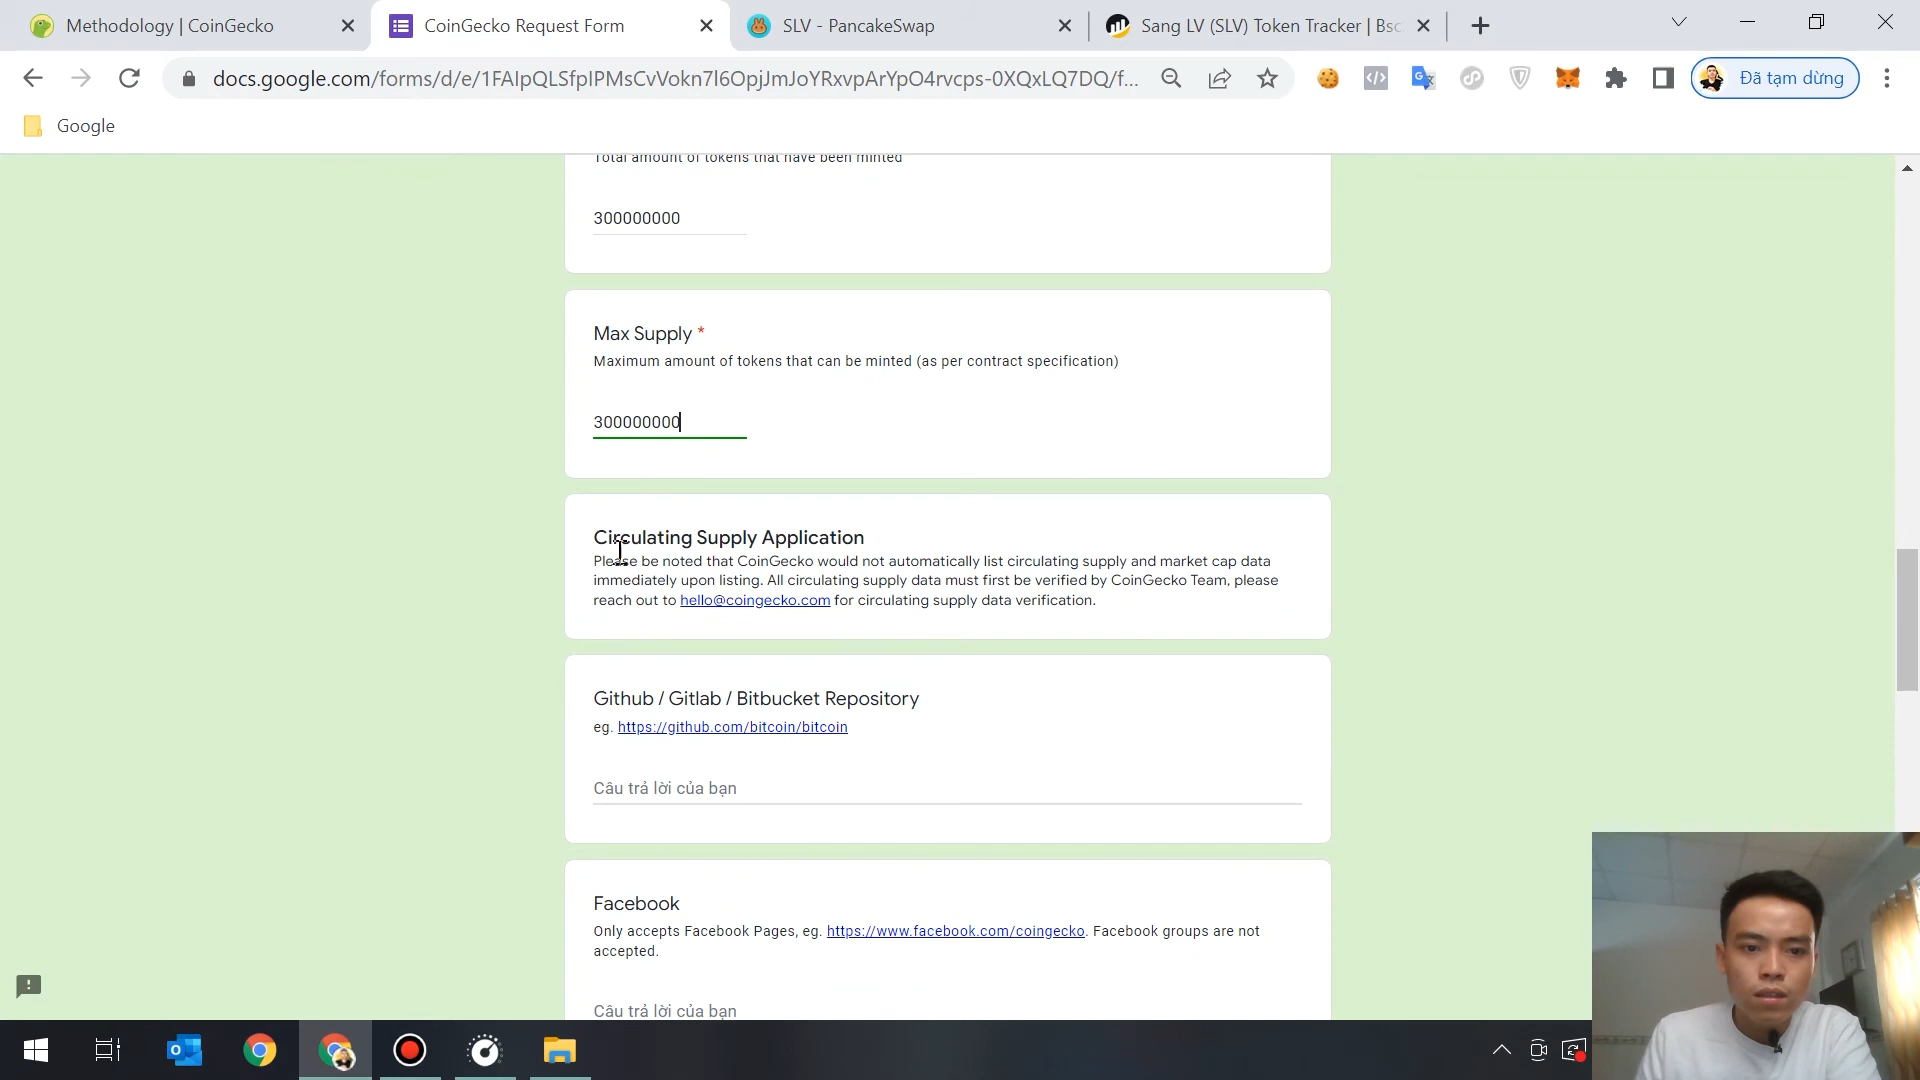 Methodology | CoinGecko
CoinGecko Request Form
SLV - PancakeSwap
Sang LV (SLV) Token Tracker | Bsc
docs.google.com/forms/d/e/1FAIpQLSfpIPMsCvVokn7l6OpjJmJoYRxvpArYpO4rvcps-0XQxLQ7DQ/f...
Đã tạm dừng
Google
Total amount of tokens that have been minted
300000000
Max Supply *
Maximum amount of tokens that can be minted (as per contract specification)
300000000
Circulating Supply Application
Please be noted that CoinGecko would not automatically list circulating supply and market cap data
immediately upon listing. All circulating supply data must first be verified by CoinGecko Team, please
reach out to hello@coingecko.com for circulating supply data verification.
Github / Gitlab / Bitbucket Repository
eg. https://github.com/bitcoin/bitcoin
Câu trả lời của bạn
Facebook
Only accepts Facebook Pages, eg. https://www.facebook.com/coingecko. Facebook groups are not
accepted.
Câu trả lời của bạn